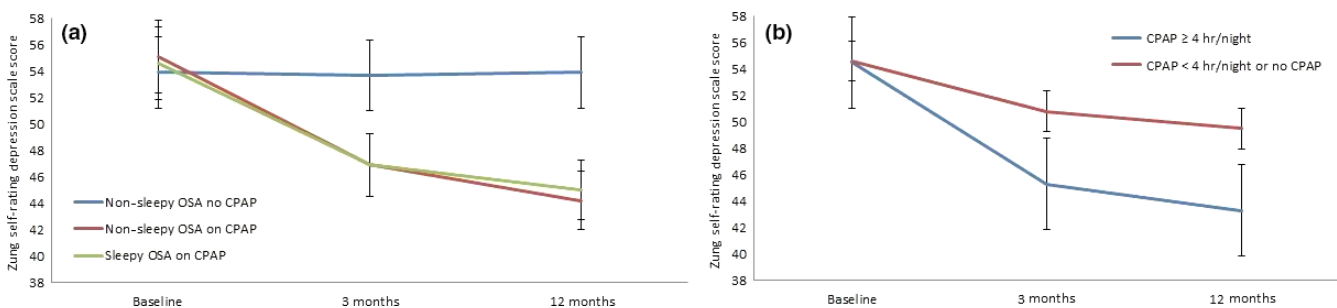 (a)
Zung self-rating depression scale score
58
56
54
52
50
48
46
44
42
40
38
Non-sleepy OSA no CPAP
Non-sleepy OSA on CPAP
Sleepy OSA on CPAP
Baseline
3 months
12 months
(b)
Zung self-rating depression scale score
58
56
54
52
50
48
46
44
42
40
38
CPAP ≥ 4 hr/night
CPAP < 4 hr/night or no CPAP
Baseline
3 months
12 months